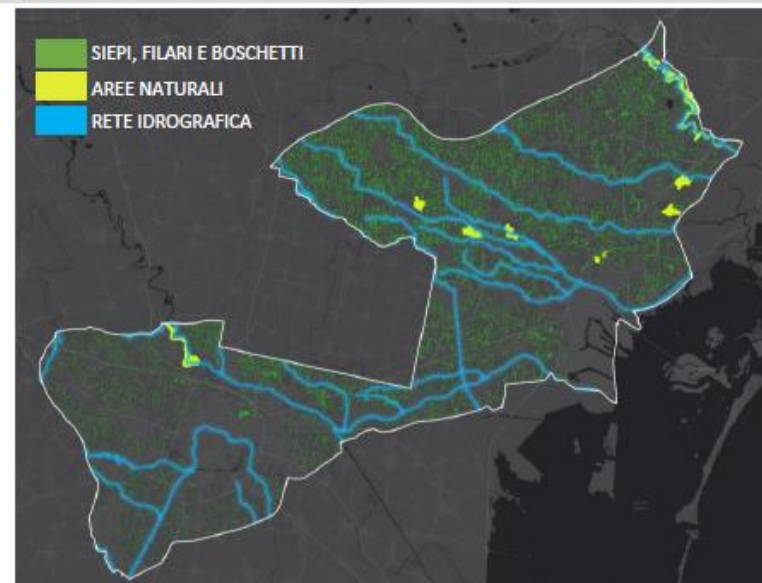 SIEPI, FILARI E BOSCHETTI
AREE NATURALI
RETE IDROGRAFICA